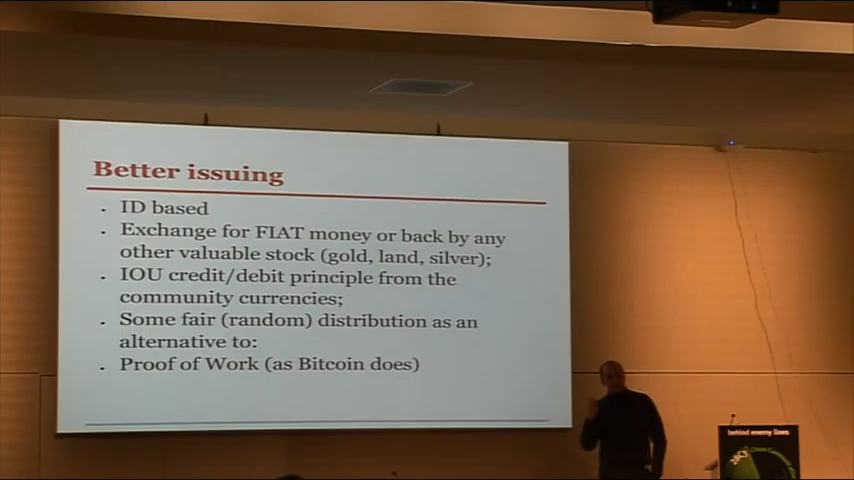 Better issuing
. ID based
. Exchange for FIAT money or back by any
other valuable stock (gold, land, silver);
. IOU credit/debit principle from the
community currencies;
. Some fair (random) distribution as an
alternative to:
. Proof of Work (as Bitcoin does)
behind enemy lines